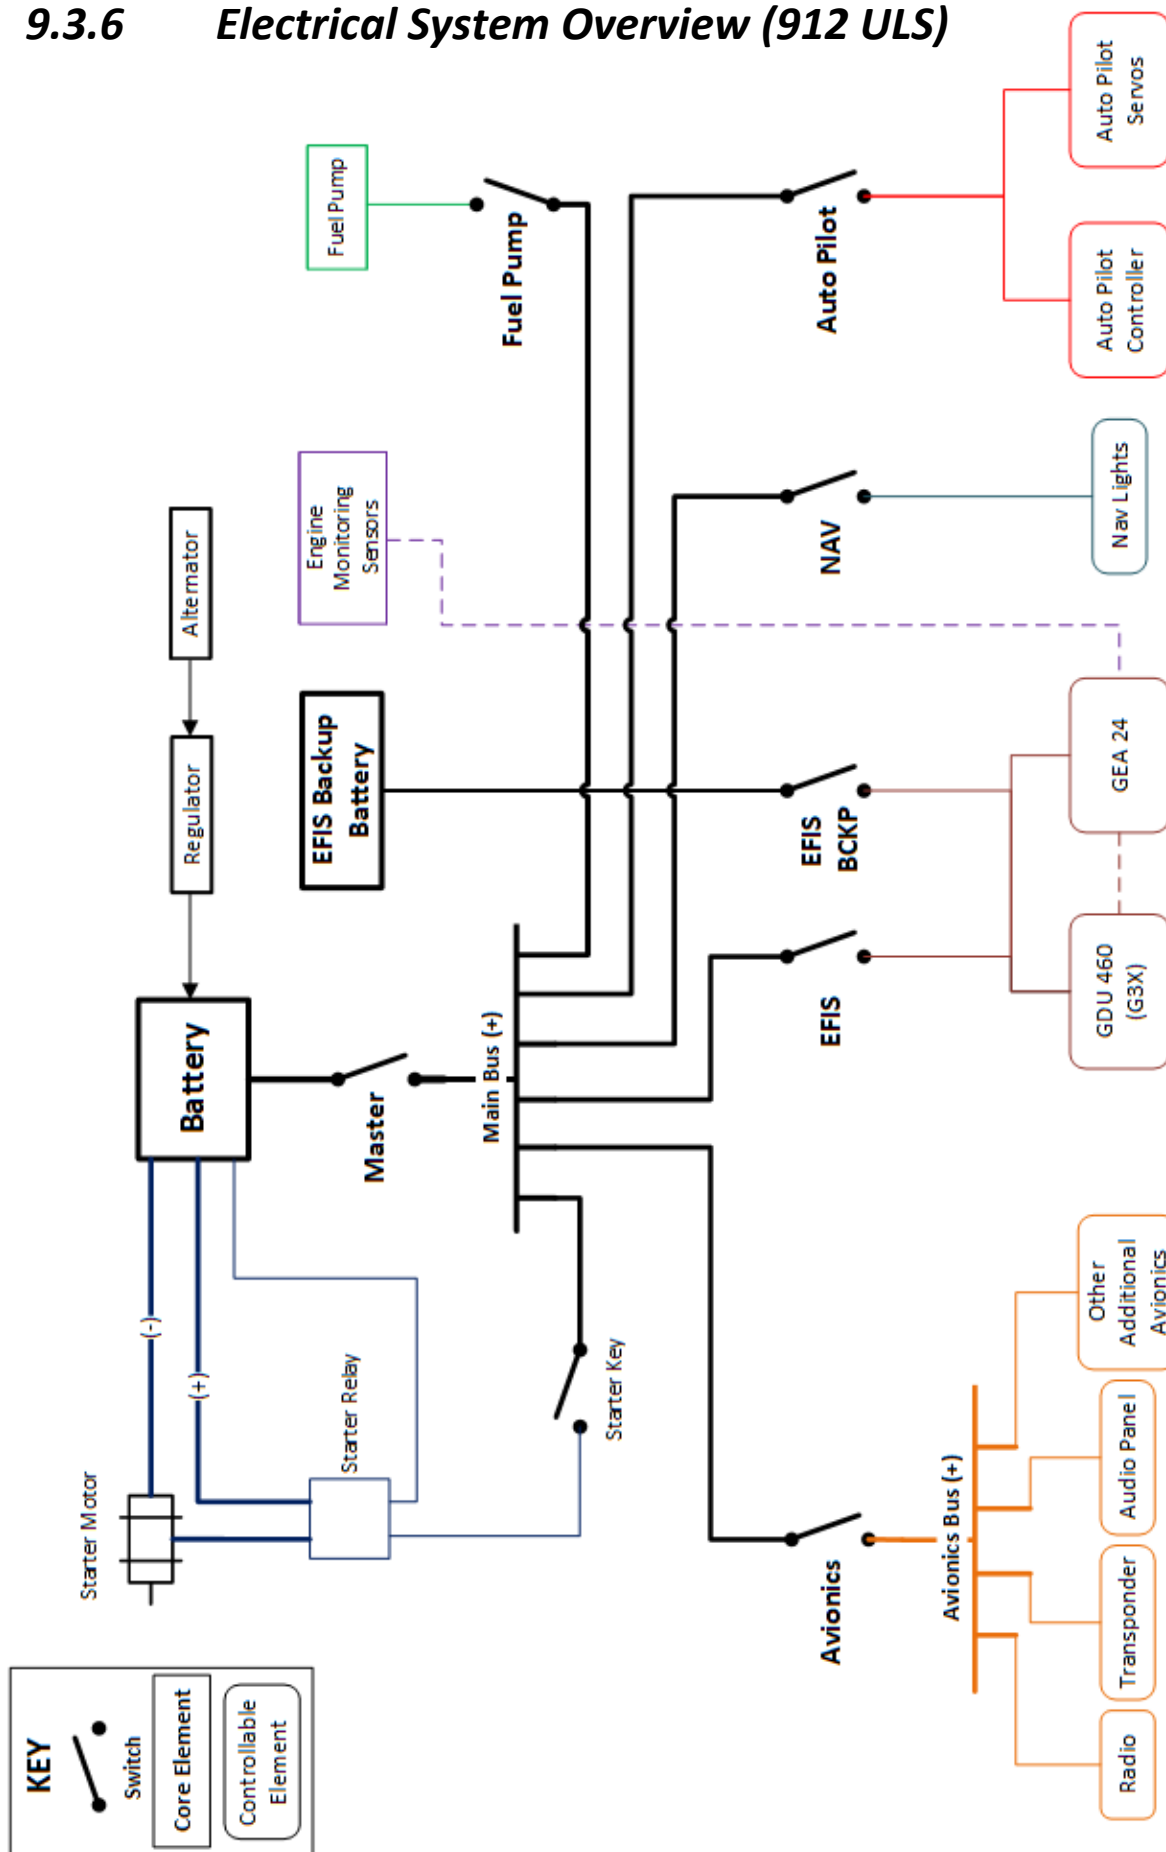 9.3.6 Electrical System Overview (912 ULS)
KEY
Switch
Core Element
Controllable
Element
Starter Motor
(-)
(+)
Starter Relay
Starter Key
Battery
Regulator
Alternator
Master
Main Bus (+)
EFIS Backup
Battery
Engine
Monitoring
Sensors
Fuel Pump
Fuel Pump
Avionics
EFIS
EFIS
BCKP
NAV
Auto Pilot
Avionics Bus (+)
Radio
Transponder
Audio Panel
Other
Additional
Avionics
GDU 460
(G3X)
GEA 24
Nav Lights
Auto Pilot
Controller
Auto Pilot
Servos